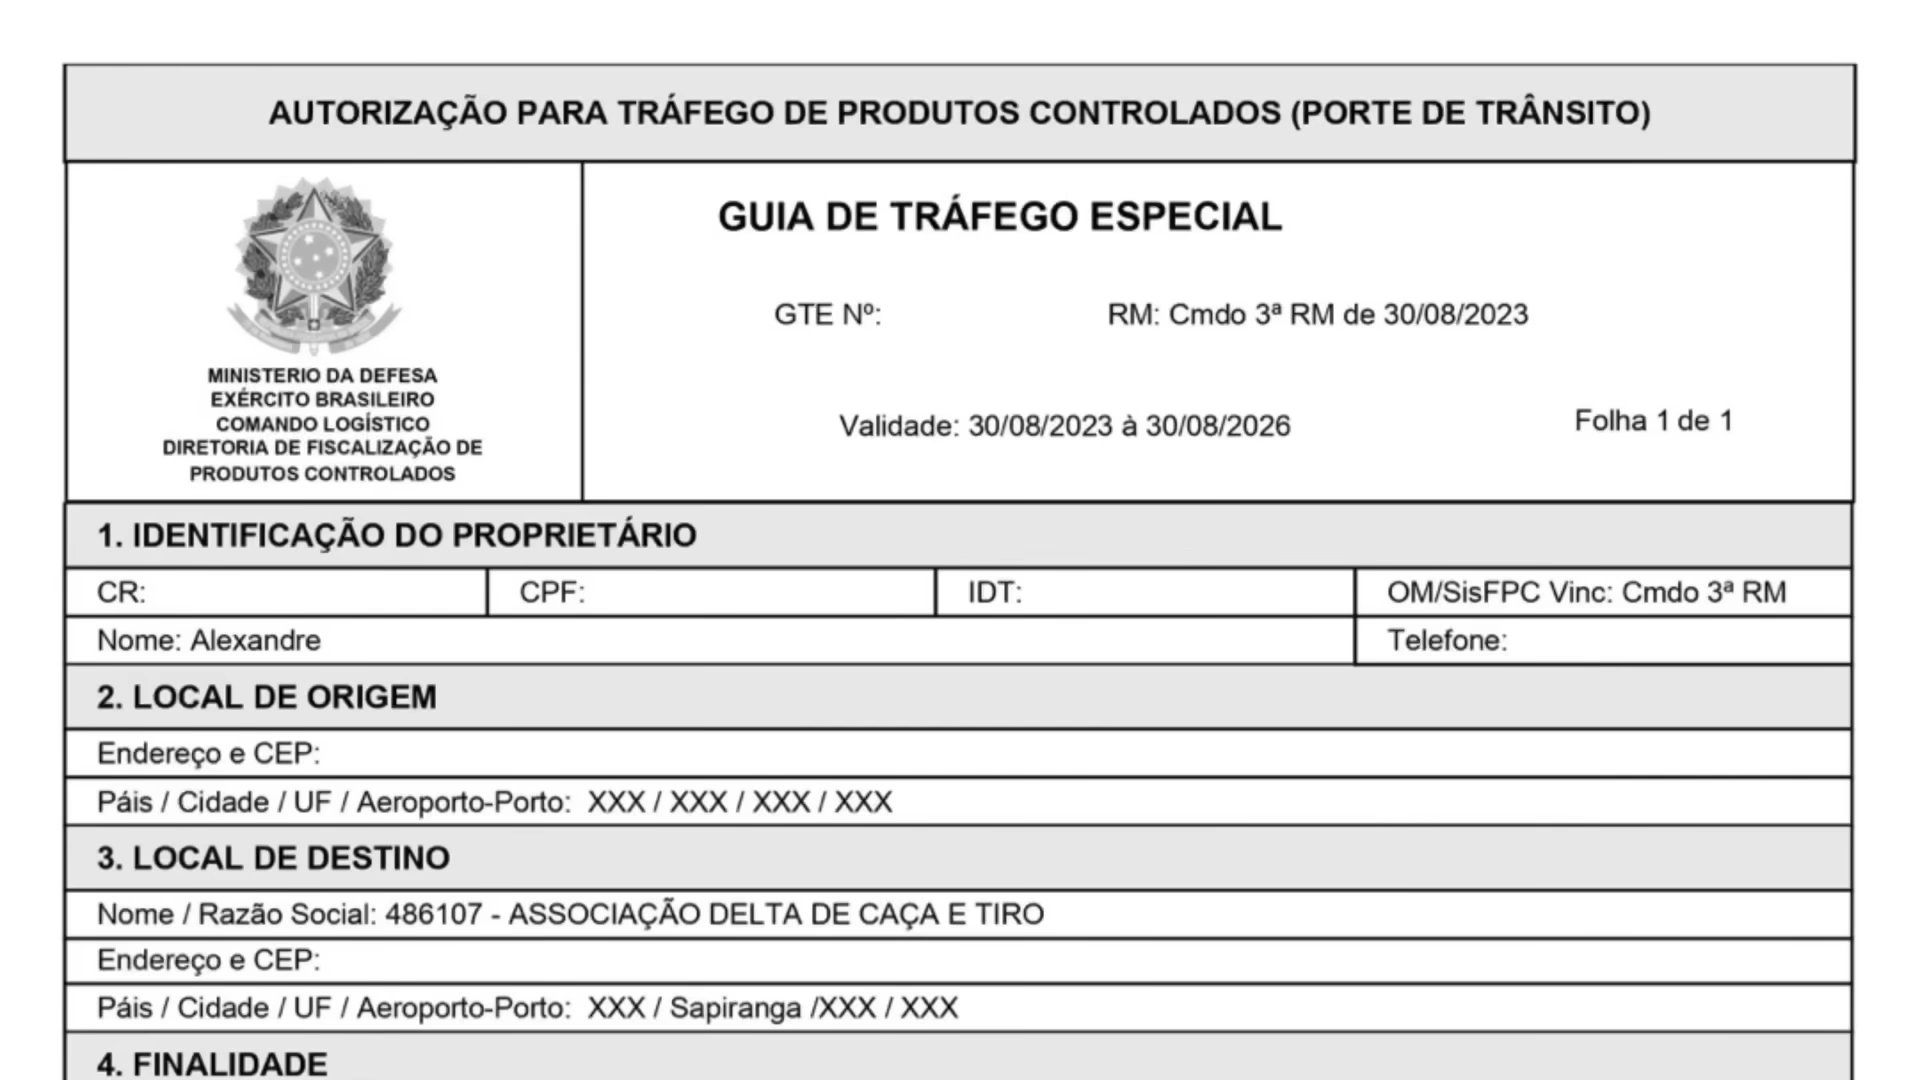 AUTORIZAÇÃO PARA TRÁFEGO DE PRODUTOS CONTROLADOS (PORTE DE TRÂNSITO)
MINISTERIO DA DEFESA
EXÉRCITO BRASILEIRO
COMANDO LOGÍSTICO
DIRETORIA DE FISCALIZAÇÃO DE
PRODUTOS CONTROLADOS
GUIA DE TRÁFEGO ESPECIAL
GTE Nº: RM: Cmdo 3ª RM de 30/08/2023
Validade: 30/08/2023 à 30/08/2026 Folha 1 de 1
1. IDENTIFICAÇÃO DO PROPRIETÁRIO
CR: CPF: IDT: OM/SisFPC Vinc: Cmdo 3ª RM
Nome: Alexandre Telefone:
2. LOCAL DE ORIGEM
Endereço e CEP:
Páis / Cidade / UF / Aeroporto-Porto: XXX / XXX / XXX / XXX
3. LOCAL DE DESTINO
Nome / Razão Social: 486107 - ASSOCIAÇÃO DELTA DE CAÇA E TIRO
Endereço e CEP:
Páis / Cidade / UF / Aeroporto-Porto: XXX / Sapiranga /XXX / XXX
4. FINALIDADE